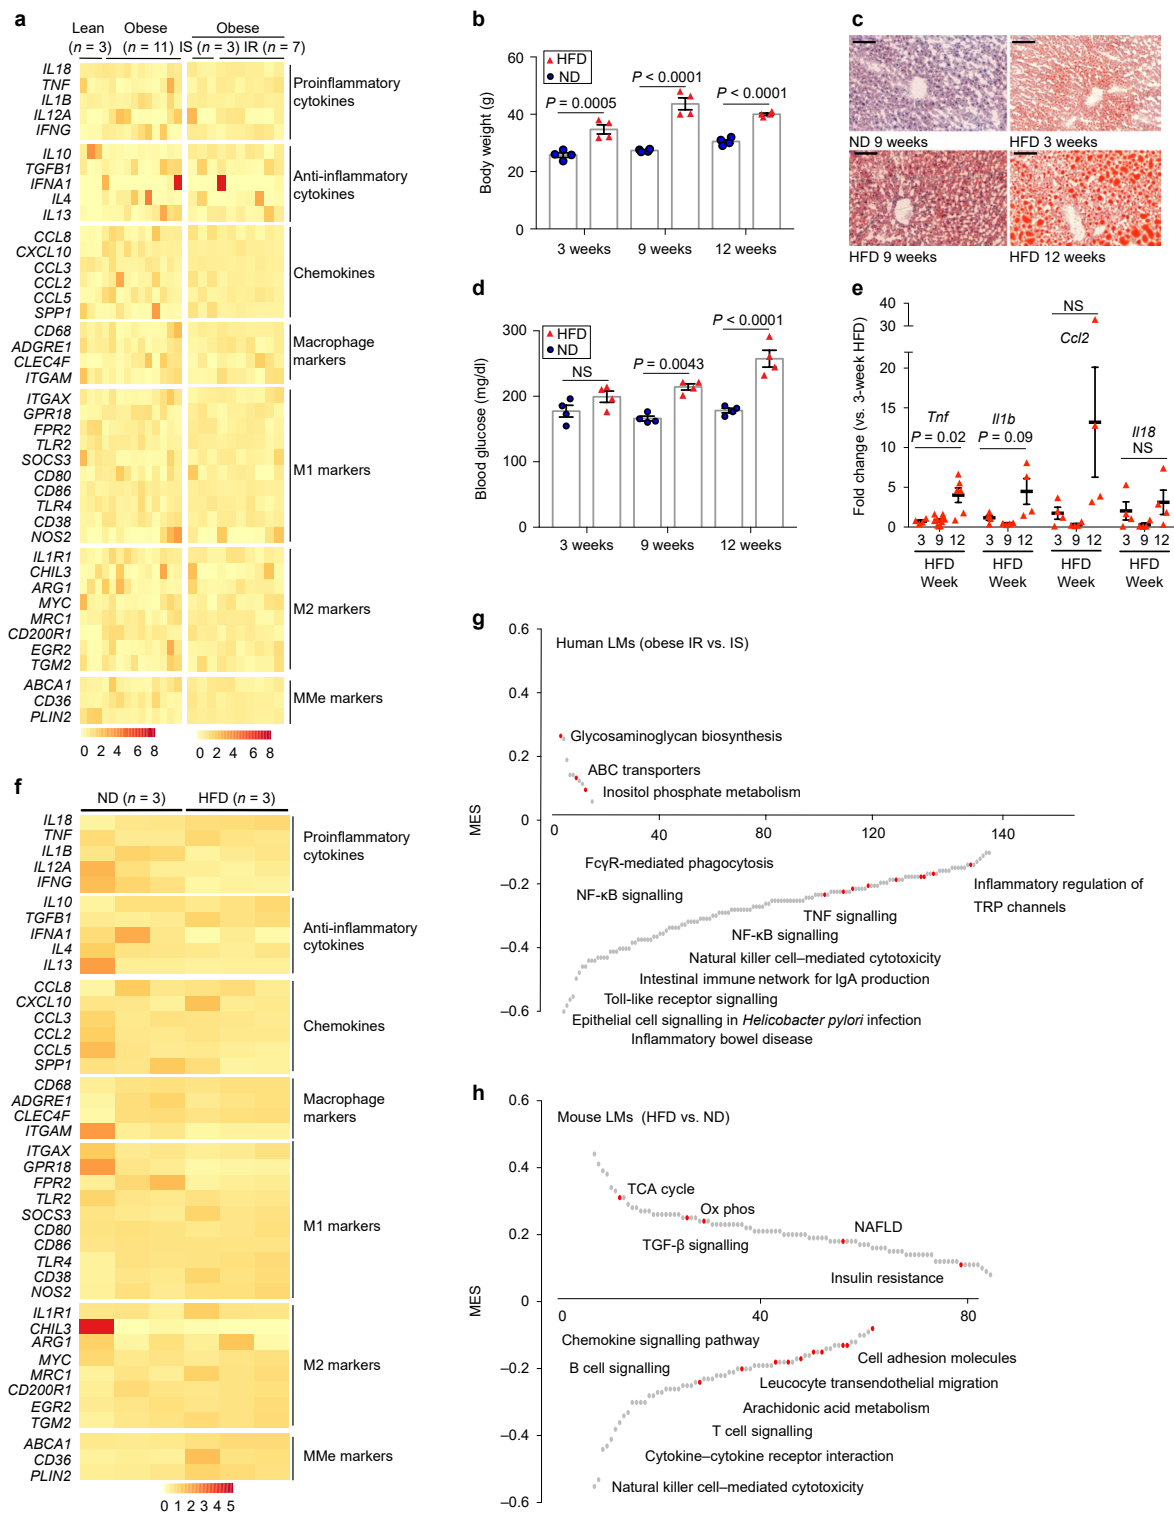 a
Lean
Obese
Obese
(n = 3)
(n = 11)
IS (n = 3) IR (n = 7)
IL18
TNF
IL1B
IL12A
IFNG
Proinflammatory
cytokines
IL10
TGFB1
IFNA1
IL4
IL13
Anti-inflammatory
cytokines
CCL8
CXCL10
CCL3
CCL2
CCL5
SPP1
Chemokines
CD68
ADGRE1
CLEC4F
ITGAM
Macrophage
markers
ITGAX
GPR18
FPR2
TLR2
SOCS3
CD80
CD86
TLR4
CD38
NOS2
M1 markers
IL1R1
CHIL3
ARG1
MYC
MRC1
CD200R1
EGR2
TGM2
M2 markers
ABCA1
CD36
PLIN2
MMe markers
0 2 4 6 8
0 2 4 6 8
b
HFD
ND
Body weight (g)
60
40
20
0
P = 0.0005
P < 0.0001
P < 0.0001
3 weeks
9 weeks
12 weeks
c
ND 9 weeks
HFD 3 weeks
HFD 9 weeks
HFD 12 weeks
d
HFD
ND
Blood glucose (mg/dl)
300
200
100
0
NS
P = 0.0043
P < 0.0001
3 weeks
9 weeks
12 weeks
e
Fold change (vs. 3-week HFD)
40
30
20
15
10
5
0
Tnf
P = 0.02
Il1b
P = 0.09
NS
Ccl2
Il18
NS
3 9 12
3 9 12
3 9 12
3 9 12
HFD
Week
HFD
Week
HFD
Week
HFD
Week
f
ND (n = 3)
HFD (n = 3)
IL18
TNF
IL1B
IL12A
IFNG
Proinflammatory
cytokines
IL10
TGFB1
IFNA1
IL4
IL13
Anti-inflammatory
cytokines
CCL8
CXCL10
CCL3
CCL2
CCL5
SPP1
Chemokines
CD68
ADGRE1
CLEC4F
ITGAM
Macrophage
markers
ITGAX
GPR18
FPR2
TLR2
SOCS3
CD80
CD86
TLR4
CD38
NOS2
M1 markers
IL1R1
CHIL3
ARG1
MYC
MRC1
CD200R1
EGR2
TGM2
M2 markers
ABCA1
CD36
PLIN2
MMe markers
0 1 2 3 4 5
g
Human LMs (obese IR vs. IS)
MES
0.6
0.4
0.2
0
−0.2
−0.4
−0.6
0
40
80
120
140
Glycosaminoglycan biosynthesis
ABC transporters
Inositol phosphate metabolism
FcγR-mediated phagocytosis
NF-κB signalling
Inflammatory regulation of
TRP channels
TNF signalling
NF-κB signalling
Natural killer cell–mediated cytotoxicity
Intestinal immune network for IgA production
Toll-like receptor signalling
Epithelial cell signalling in Helicobacter pylori infection
Inflammatory bowel disease
h
Mouse LMs (HFD vs. ND)
MES
0.6
0.4
0.2
0
−0.2
−0.4
−0.6
0
40
80
TCA cycle
Ox phos
TGF-β signalling
NAFLD
Insulin resistance
Chemokine signalling pathway
B cell signalling
Cell adhesion molecules
Leucocyte transendothelial migration
Arachidonic acid metabolism
T cell signalling
Cytokine–cytokine receptor interaction
Natural killer cell–mediated cytotoxicity